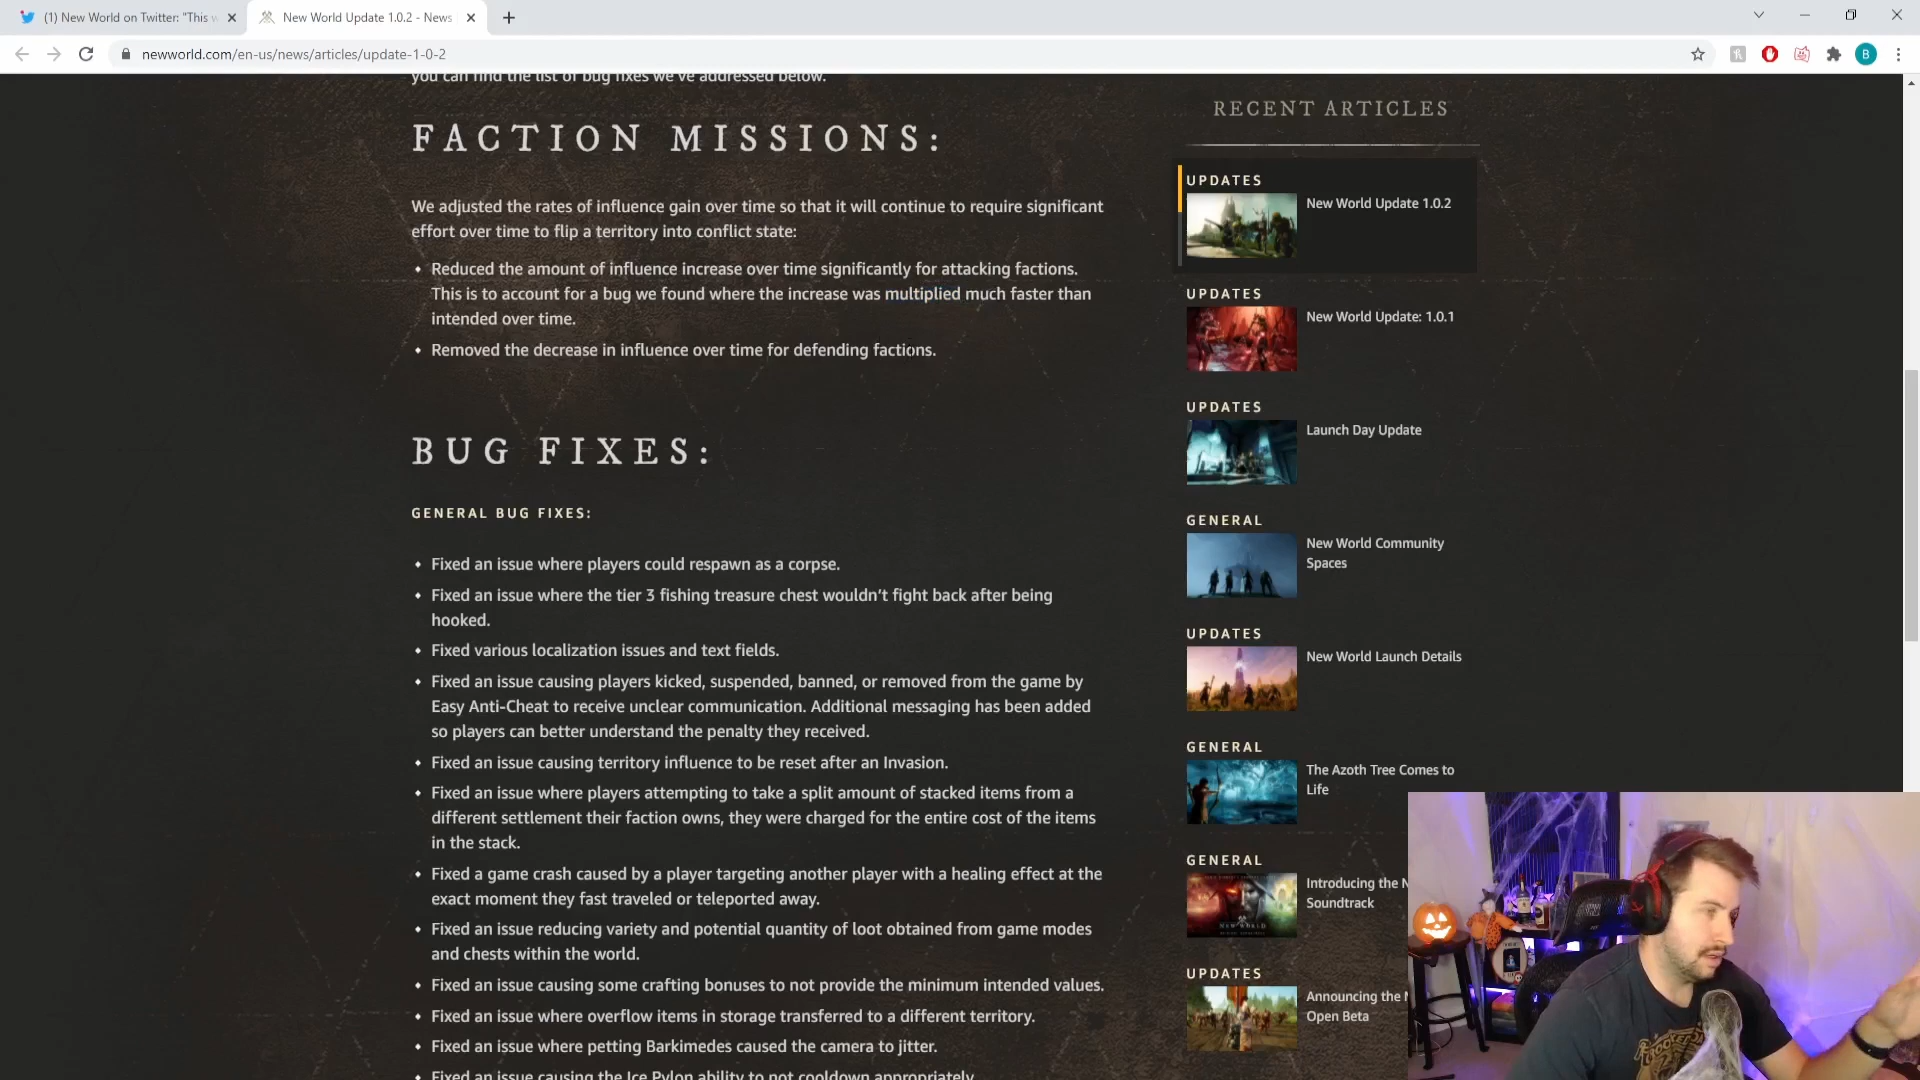 (1) New World on Twitter: "This w
New World Update 1.0.2 - News
newworld.com/en-us/news/articles/update-1-0-2
B
you can find the list of bug fixes we've addressed below.
FACTION MISSIONS:
We adjusted the rates of influence gain over time so that it will continue to require significant
effort over time to flip a territory into conflict state:
Reduced the amount of influence increase over time significantly for attacking factions.
This is to account for a bug we found where the increase was multiplied much faster than
intended over time.
Removed the decrease in influence over time for defending factions.
BUG FIXES:
GENERAL BUG FIXES:
Fixed an issue where players could respawn as a corpse.
Fixed an issue where the tier 3 fishing treasure chest wouldn't fight back after being
hooked.
Fixed various localization issues and text fields.
Fixed an issue causing players kicked, suspended, banned, or removed from the game by
Easy Anti-Cheat to receive unclear communication. Additional messaging has been added
so players can better understand the penalty they received.
Fixed an issue causing territory influence to be reset after an Invasion.
Fixed an issue where players attempting to take a split amount of stacked items from a
different settlement their faction owns, they were charged for the entire cost of the items
in the stack.
Fixed a game crash caused by a player targeting another player with a healing effect at the
exact moment they fast traveled or teleported away.
Fixed an issue reducing variety and potential quantity of loot obtained from game modes
and chests within the world.
Fixed an issue causing some crafting bonuses to not provide the minimum intended values.
Fixed an issue where overflow items in storage transferred to a different territory.
Fixed an issue where petting Barkimedes caused the camera to jitter.
Fixed an issue causing the Ice Pylon ability to not cooldown appropriately
RECENT ARTICLES
UPDATES
New World Update 1.0.2
UPDATES
New World Update: 1.0.1
UPDATES
Launch Day Update
GENERAL
New World Community
Spaces
UPDATES
New World Launch Details
GENERAL
The Azoth Tree Comes to
Life
GENERAL
Introducing the N
Soundtrack
NEW WORLD
UPDATES
Announcing the
Open Beta